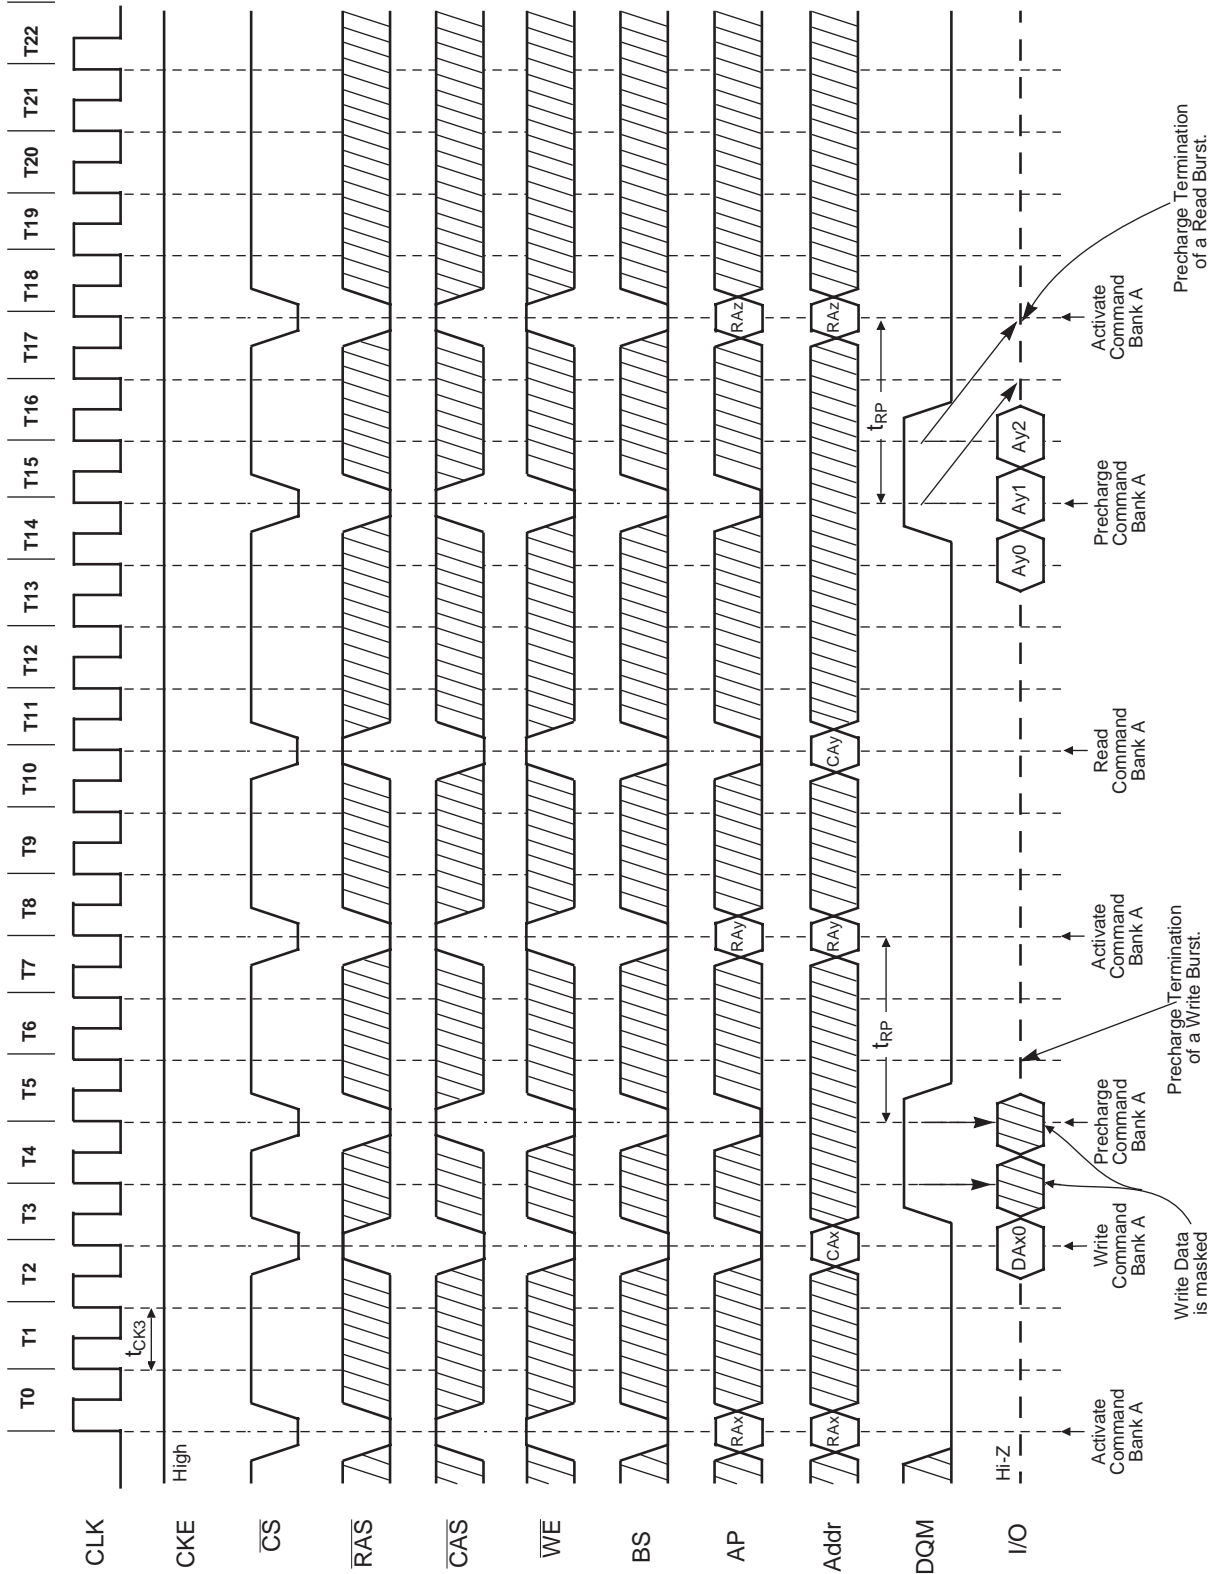 T0 T1 T2 T3 T4 T5 T6 T7 T8 T9 T10 T11 T12 T13 T14 T15 T16 T17 T18 T19 T20 T21 T22
CLK
tCK3
CKE
High
CS
RAS
CAS
WE
BS
AP
RAx RAy RAz
Addr
RAx CAx RAy CAy RAz
tRP tRP
DQM
I/O
Hi-Z
DAx0 Ay0 Ay1 Ay2
Activate
Command
Bank A
Write
Command
Bank A
Precharge
Command
Bank A
Activate
Command
Bank A
Read
Command
Bank A
Precharge
Command
Bank A
Activate
Command
Bank A
Write Data
is masked
Precharge Termination
of a Write Burst.
Precharge Termination
of a Read Burst.